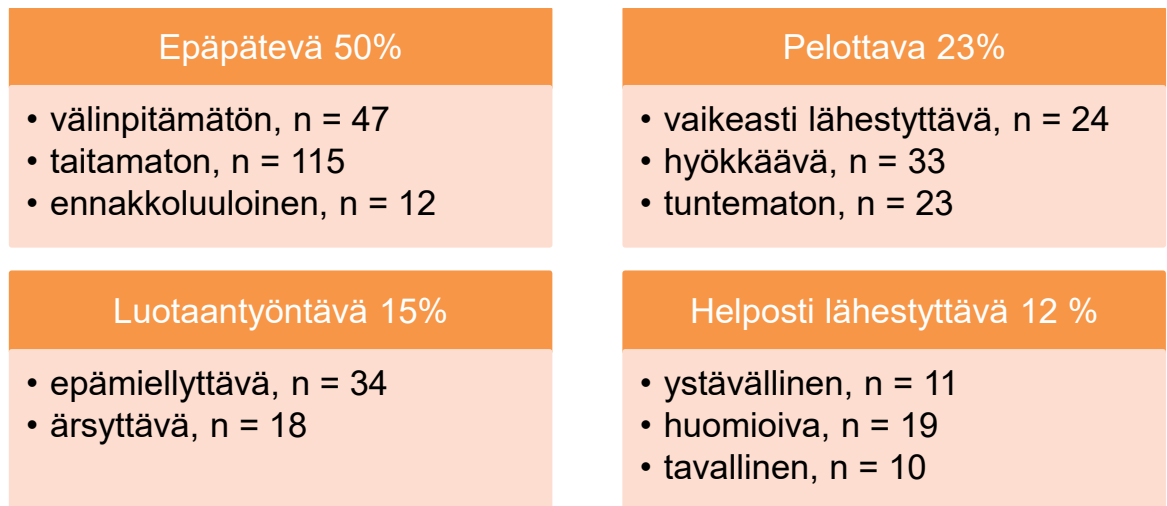 Epäpätevä 50%
• välinpitämätön, n = 47
• taitamaton, n = 115
• ennakkoluuloinen, n = 12
Pelottava 23%
• vaikeasti lähestyttävä, n = 24
• hyökkäävä, n = 33
• tuntematon, n = 23
Luotaantyöntävä 15%
• epämiellyttävä, n = 34
• ärsyttävä, n = 18
Helposti lähestyttävä 12 %
• ystävällinen, n = 11
• huomioiva, n = 19
• tavallinen, n = 10